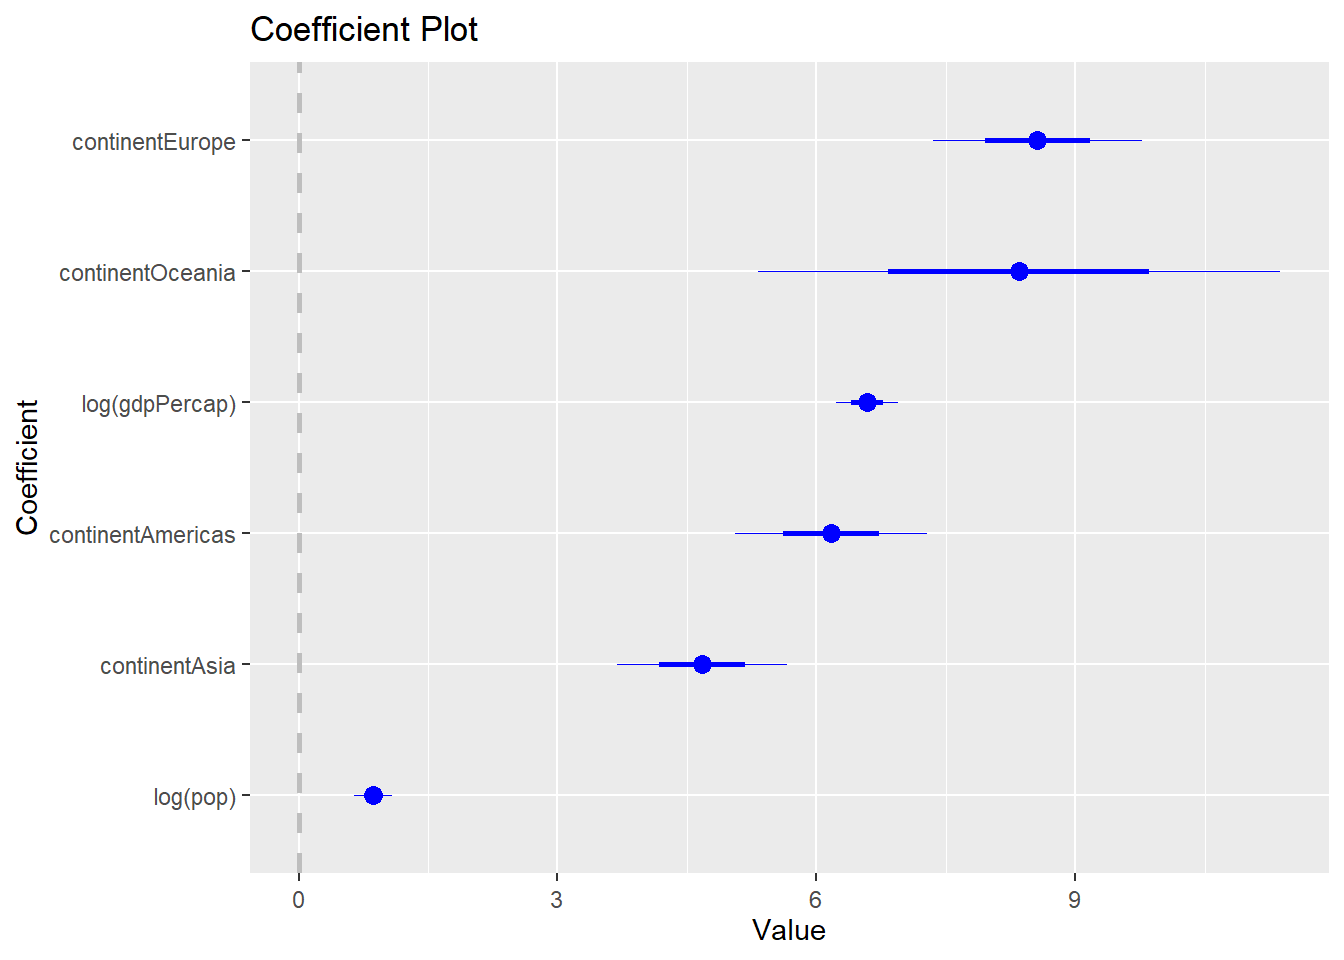 Coefficient Plot
continentEurope
continentOceania
log(gdpPercap)
continentAmericas
continentAsia
log(pop)
Coefficient
0 3 6 9
Value